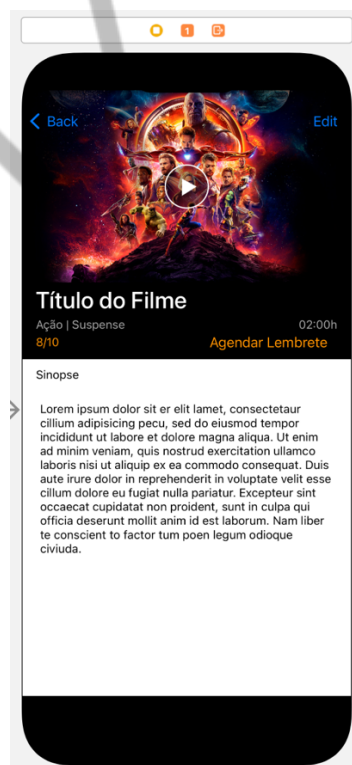 1
Back
Edit
Título do Filme
Ação | Suspense
02:00h
8/10
Agendar Lembrete
Sinopse
Lorem ipsum dolor sit er elit lamet, consectetaur
cillium adipisicing pecu, sed do eiusmod tempor
incididunt ut labore et dolore magna aliqua. Ut enim
ad minim veniam, quis nostrud exercitation ullamco
laboris nisi ut aliquip ex ea commodo consequat. Duis
aute irure dolor in reprehenderit in voluptate velit esse
cillum dolore eu fugiat nulla pariatur. Excepteur sint
occaecat cupidatat non proident, sunt in culpa qui
officia deserunt mollit anim id est laborum. Nam liber
te conscient to factor tum poen legum odioque
civiuda.